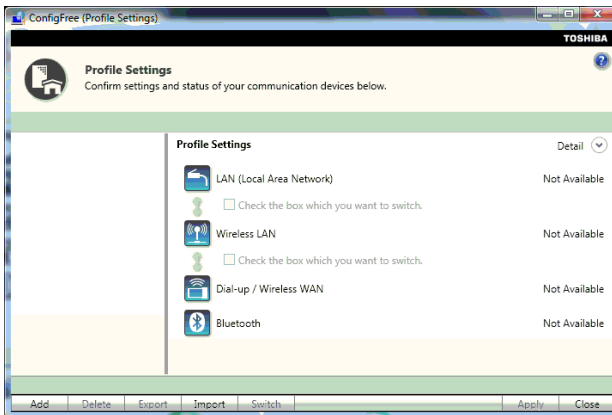 ConfigFree (Profile Settings)
TOSHIBA
Profile Settings
Confirm settings and status of your communication devices below.
Profile Settings
Detail
LAN (Local Area Network)
Not Available
Check the box which you want to switch.
Wireless LAN
Not Available
Check the box which you want to switch.
Dial-up / Wireless WAN
Not Available
Bluetooth
Not Available
Add
Delete
Export
Import
Switch
Apply
Close